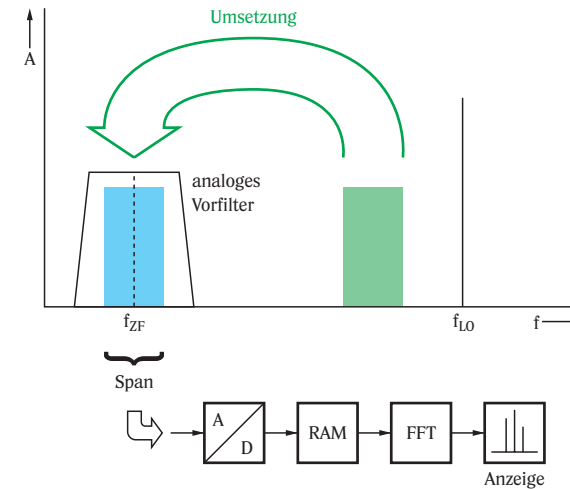 Umsetzung
A
analoges
Vorfilter
f_ZF
f_LO
f
Span
A
D
RAM
FFT
Anzeige